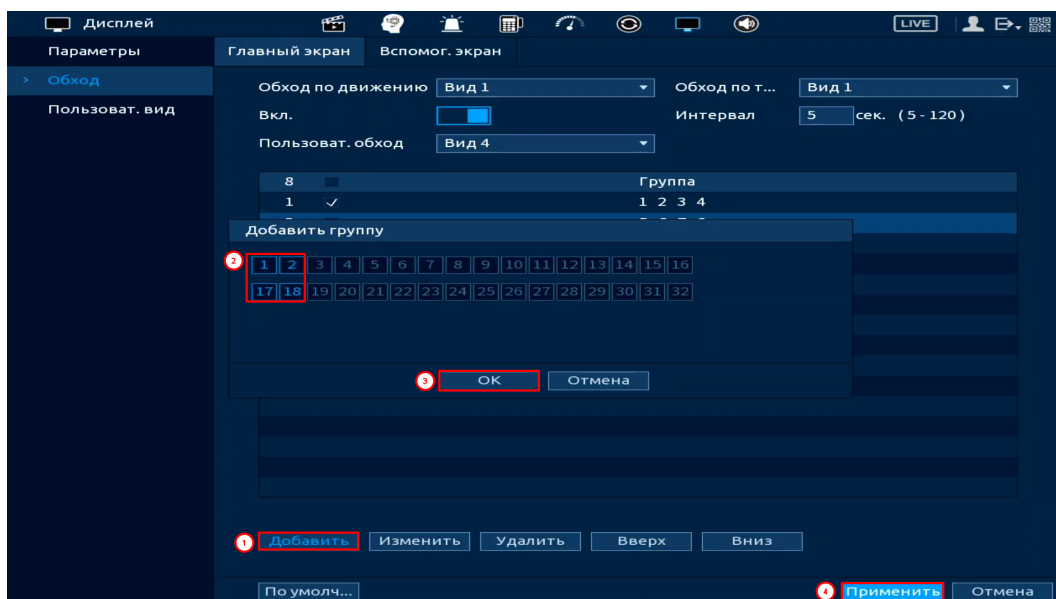 Дисплей LIVE
Параметры
Обход
Пользоват. вид
Главный экран Вспомог. экран
Обход по движению Вид 1 Обход по т... Вид 1
Вкл. Интервал 5 сек. (5 - 120)
Пользоват. обход Вид 4
8 Группа
1 1 2 3 4
Добавить группу
2 1 2 3 4 5 6 7 8 9 10 11 12 13 14 15 16
17 18 19 20 21 22 23 24 25 26 27 28 29 30 31 32
3 OK Отмена
1 Добавить Изменить Удалить Вверх Вниз
По умолч... 4 Применить Отмена